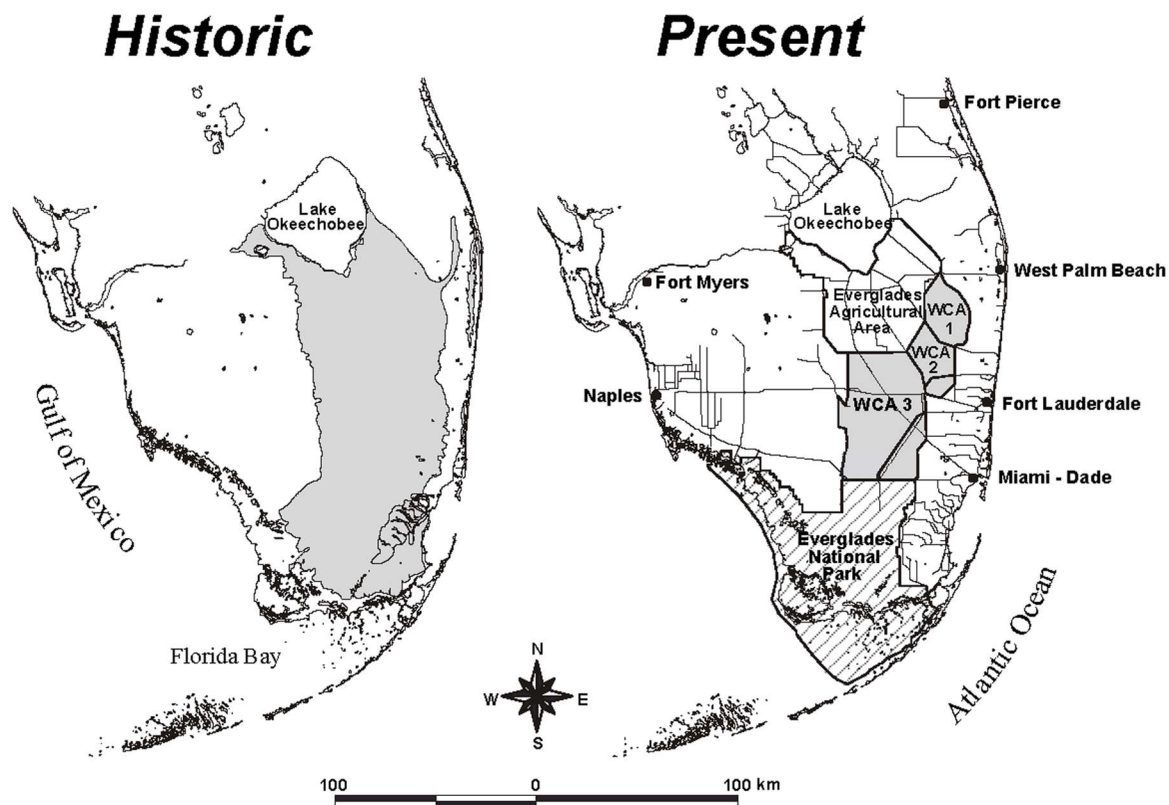 Historic
Present
Fort Pierce
Lake
Okeechobee
Lake
Okeechobee
West Palm Beach
Fort Myers
Everglades
Agricultural
Area
WCA
1
WCA
2
Naples
WCA 3
Fort Lauderdale
Gulf of Mexico
Miami - Dade
Everglades
National
Park
Florida Bay
Atlantic Ocean
N
W
E
S
100
0
100 km